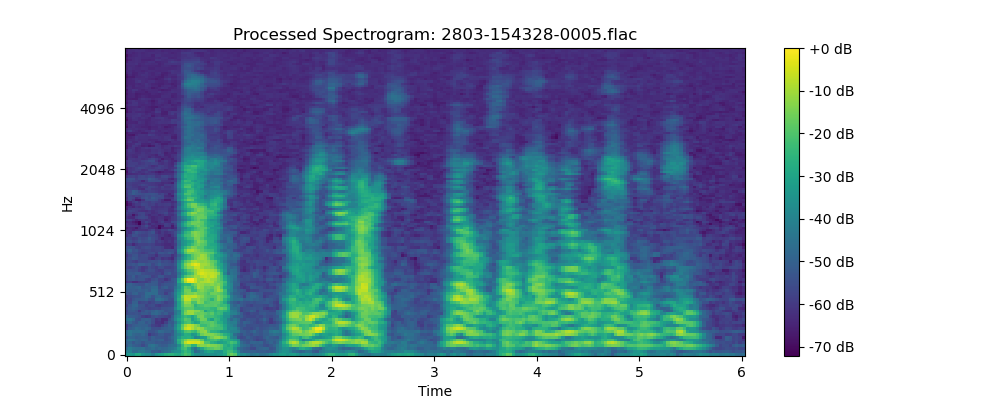 Processed Spectrogram: 2803-154328-0005.flac
Hz
4096
2048
1024
512
0
0
1
2
3
4
5
6
Time
+0 dB
-10 dB
-20 dB
-30 dB
-40 dB
-50 dB
-60 dB
-70 dB